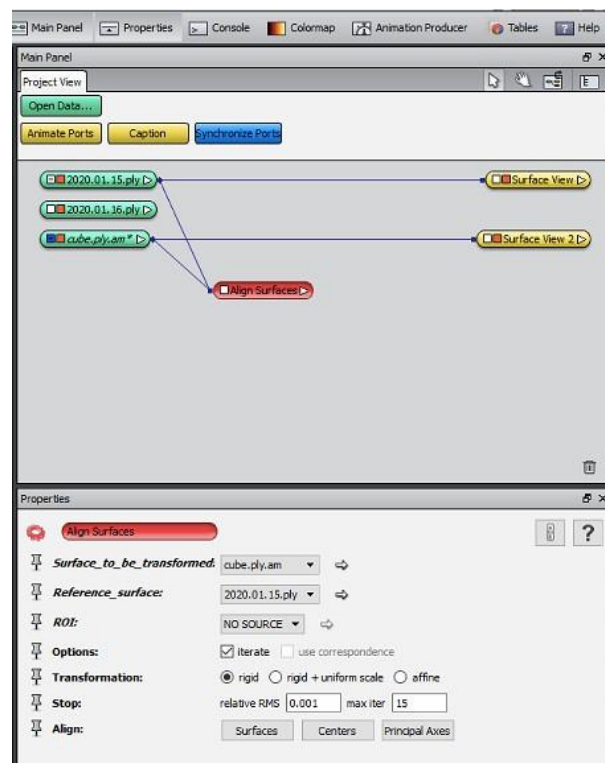 Main Panel Properties Console Colormap Animation Producer Tables Help
Main Panel
Project View
Open Data...
Animate Ports Caption Synchronize Ports
2020.01.15.ply Surface View
2020.01.16.ply
cube.ply.am* Surface View 2
Align Surfaces
Properties
Align Surfaces ?
Surface_to_be_transformed: cube.ply.am
Reference_surface: 2020.01.15.ply
ROI: NO SOURCE
Options: iterate use correspondence
Transformation: rigid rigid + uniform scale affine
Stop: relative RMS 0.001 max iter 15
Align: Surfaces Centers Principal Axes